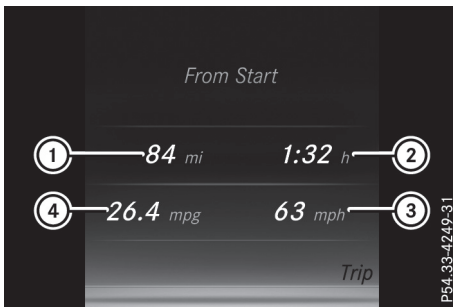 From Start
1 84 mi 1:32 h 2
4 26.4 mpg 63 mph 3
Trip
P54.33-4249-31